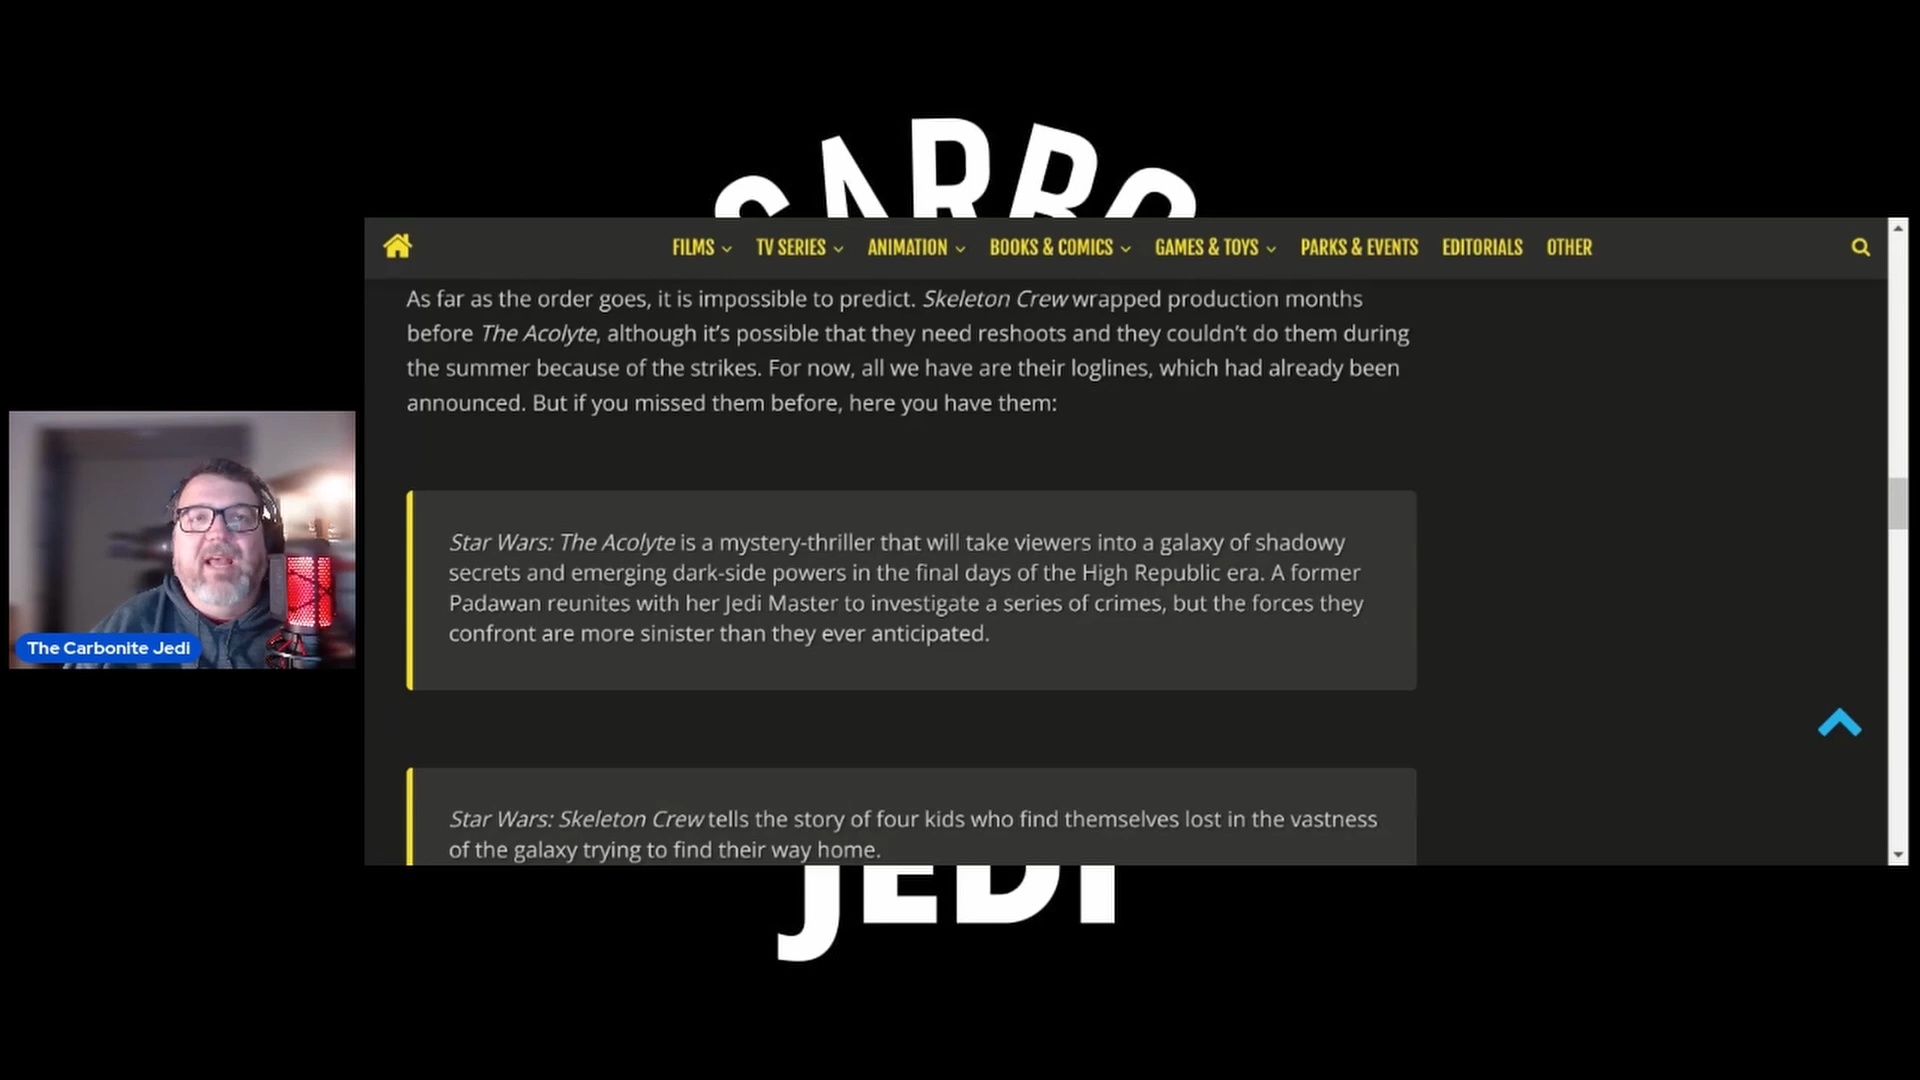 CARBO
FILMS TV SERIES ANIMATION BOOKS & COMICS GAMES & TOYS PARKS & EVENTS EDITORIALS OTHER
As far as the order goes, it is impossible to predict. Skeleton Crew wrapped production months
before The Acolyte, although it’s possible that they need reshoots and they couldn’t do them during
the summer because of the strikes. For now, all we have are their loglines, which had already been
announced. But if you missed them before, here you have them:
Star Wars: The Acolyte is a mystery-thriller that will take viewers into a galaxy of shadowy
secrets and emerging dark-side powers in the final days of the High Republic era. A former
Padawan reunites with her Jedi Master to investigate a series of crimes, but the forces they
confront are more sinister than they ever anticipated.
The Carbonite Jedi
Star Wars: Skeleton Crew tells the story of four kids who find themselves lost in the vastness
of the galaxy trying to find their way home.
JEDI